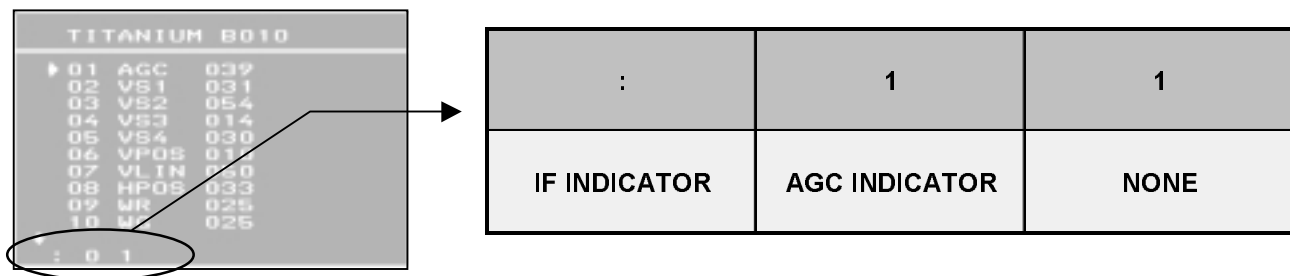 TITANIUM B010
01 AGC 039
02 VS1 031
03 VS2 054
04 VS3 014
05 VS4 030
06 VPOS
07 VLIN 050
08 HPOS 033
09 WR 025
10 WG 025
: 0 1
: 1 1
IF INDICATOR AGC INDICATOR NONE